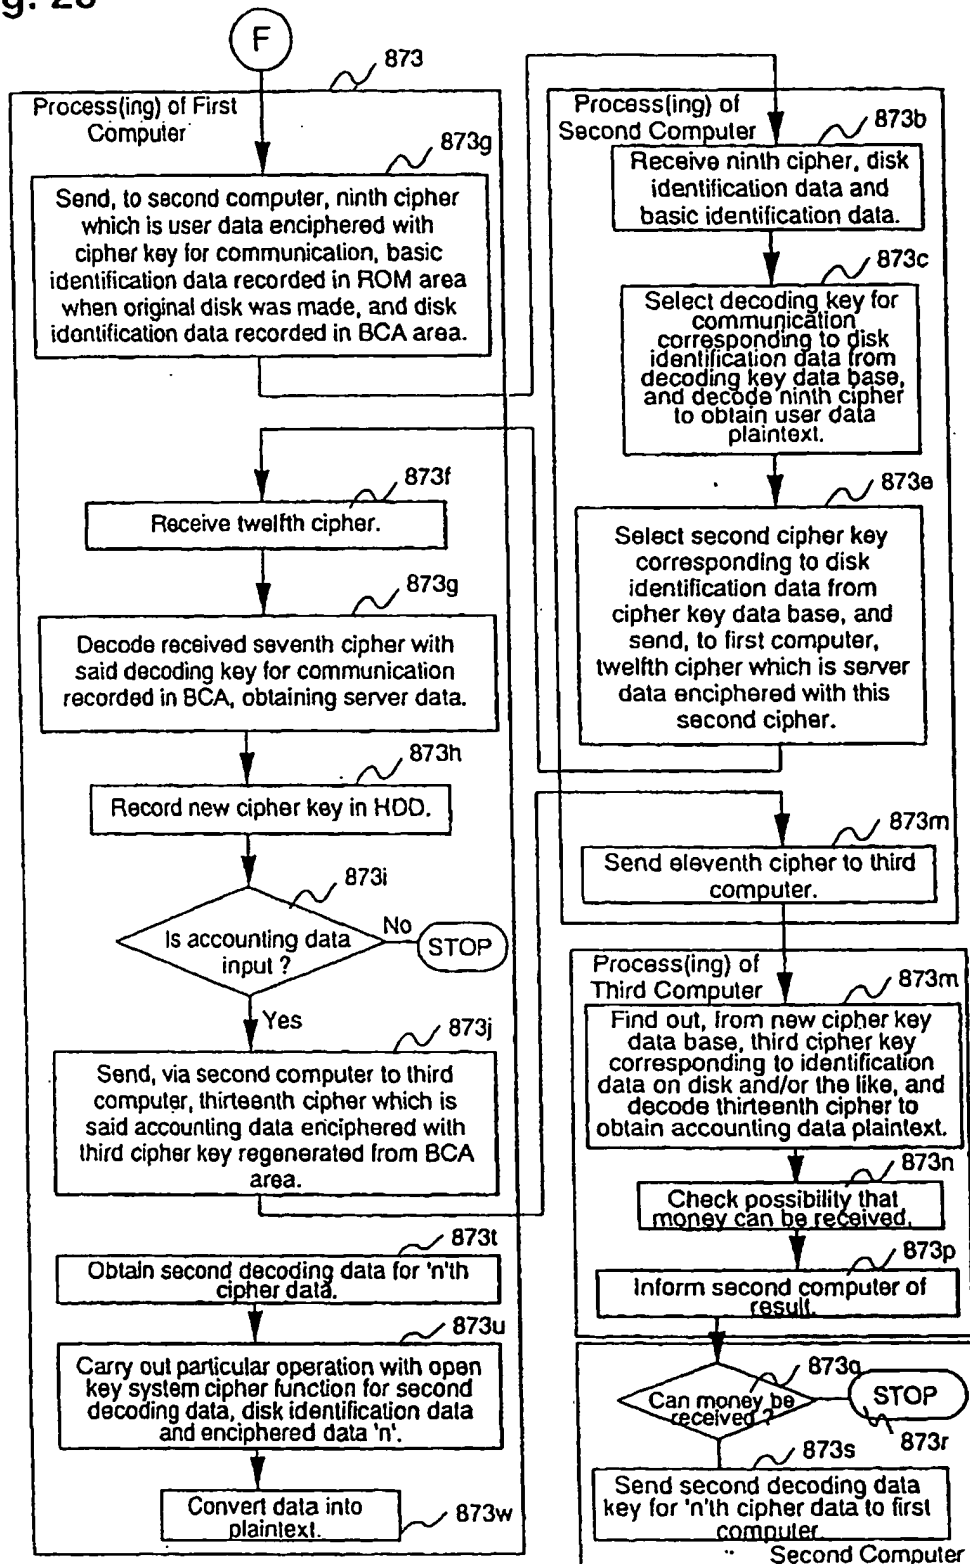 g. 28
F
873
Process(ing) of First
Computer
873g
Send, to second computer, ninth cipher
which is user data enciphered with
cipher key for communication, basic
identification data recorded in ROM area
when original disk was made, and disk
identification data recorded in BCA area.
873f
Receive twelfth cipher.
873g
Decode received seventh cipher with
said decoding key for communication
recorded in BCA, obtaining server data.
873h
Record new cipher key in HDD.
873i
Is accounting data
input ?
No
STOP
Yes
873j
Send, via second computer to third
computer, thirteenth cipher which is
said accounting data enciphered with
third cipher key regenerated from BCA
area.
873t
Obtain second decoding data for 'n'th
cipher data.
873u
Carry out particular operation with open
key system cipher function for second
decoding data, disk identification data
and enciphered data 'n'.
Convert data into
plaintext.
873w
Process(ing) of
Second Computer
873b
Receive ninth cipher, disk
identification data and
basic identification data.
873c
Select decoding key for
communication
corresponding to disk
identification data from
decoding key data base,
and decode ninth cipher
to obtain user data
plaintext.
873e
Select second cipher key
corresponding to disk
identification data from
cipher key data base, and
send, to first computer,
twelfth cipher which is server
data enciphered with this
second cipher.
873m
Send eleventh cipher to third
computer.
Process(ing) of
Third Computer
873m
Find out, from new cipher key
data base, third cipher key
corresponding to identification
data on disk and/or the like, and
decode thirteenth cipher to
obtain accounting data plaintext.
873n
Check possibility that
money can be received.
873p
Inform second computer of
result.
873q
Can money be
received ?
STOP
873r
873s
Send second decoding data
key for 'n'th cipher data to first
computer.
Second Computer